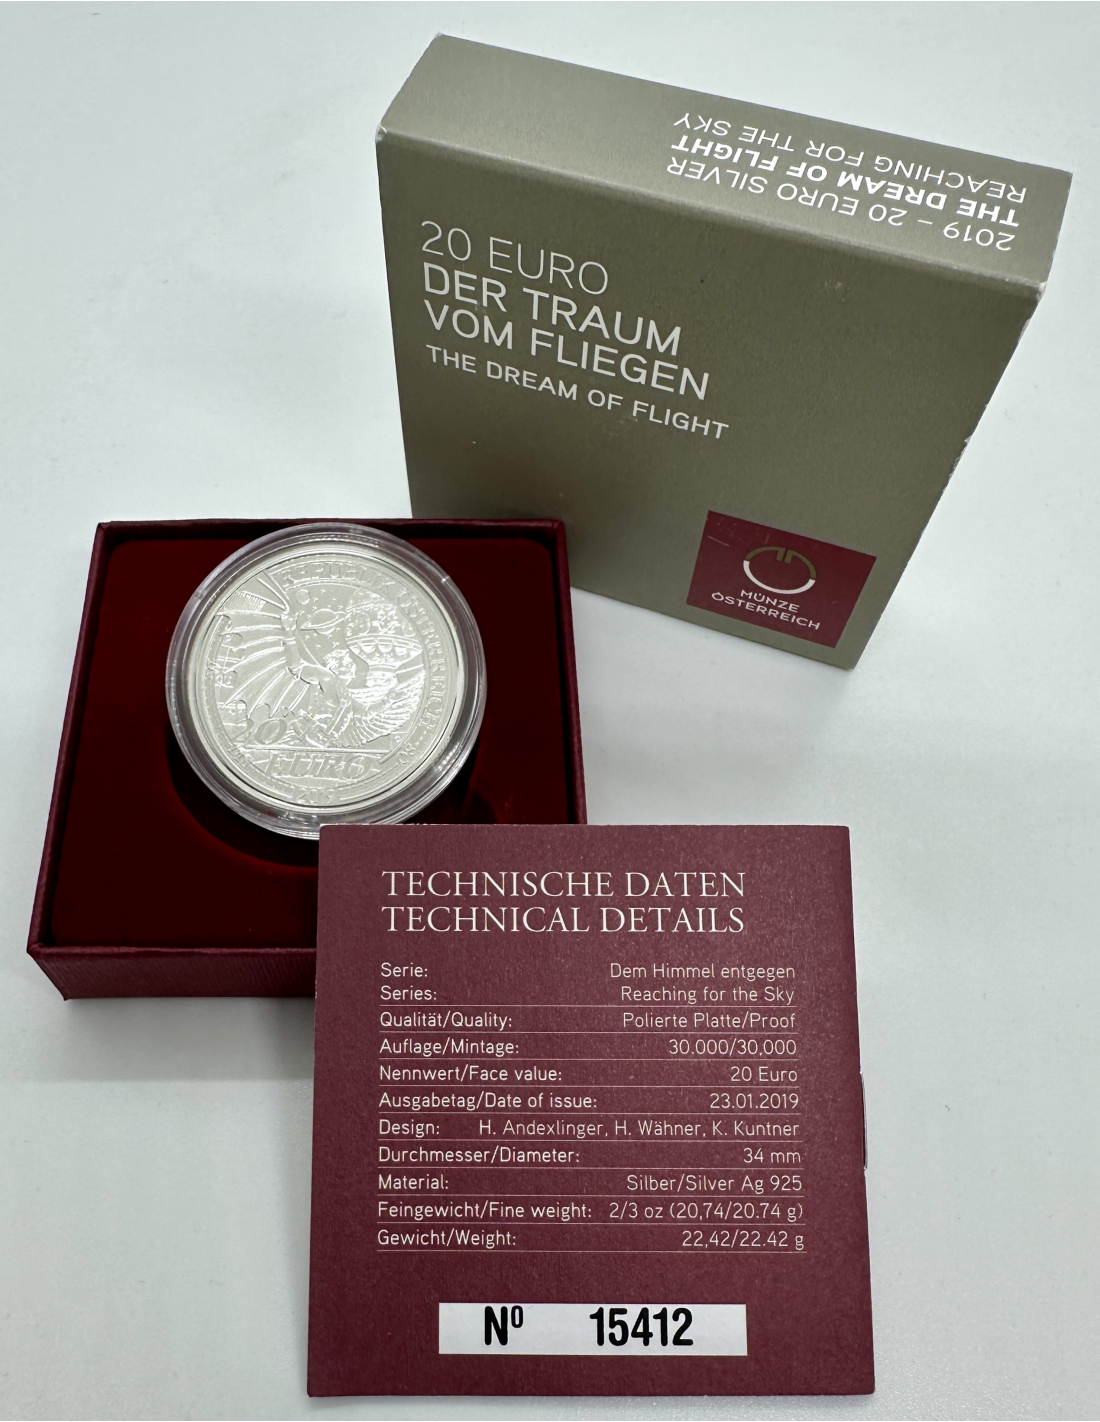 2019 – 20 EURO SILVER
THE DREAM OF FLIGHT
REACHING FOR THE SKY
20 EURO
DER TRAUM
VOM FLIEGEN
THE DREAM OF FLIGHT
MÜNZE
ÖSTERREICH
REPUBLIK ÖSTERREICH
20
EURO
2019
TECHNISCHE DATEN
TECHNICAL DETAILS
Serie: Dem Himmel entgegen
Series: Reaching for the Sky
Qualität/Quality: Polierte Platte/Proof
Auflage/Mintage: 30.000/30,000
Nennwert/Face value: 20 Euro
Ausgabetag/Date of issue: 23.01.2019
Design: H. Andexlinger, H. Wähner, K. Kuntner
Durchmesser/Diameter: 34 mm
Material: Silber/Silver Ag 925
Feingewicht/Fine weight: 2/3 oz (20,74/20.74 g)
Gewicht/Weight: 22,42/22.42 g
Nº 15412